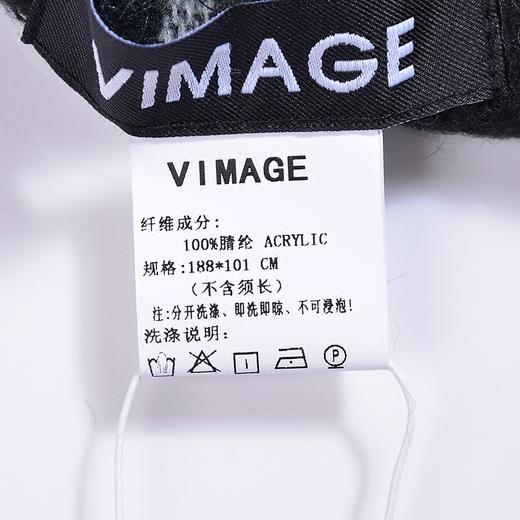 VIMAGE
VIMAGE
纤维成分:
100%腈纶 ACRYLIC
规格:188*101 CM
(不含须长)
注:分开洗涤、即洗即晾、不可浸泡!
洗涤说明:
P